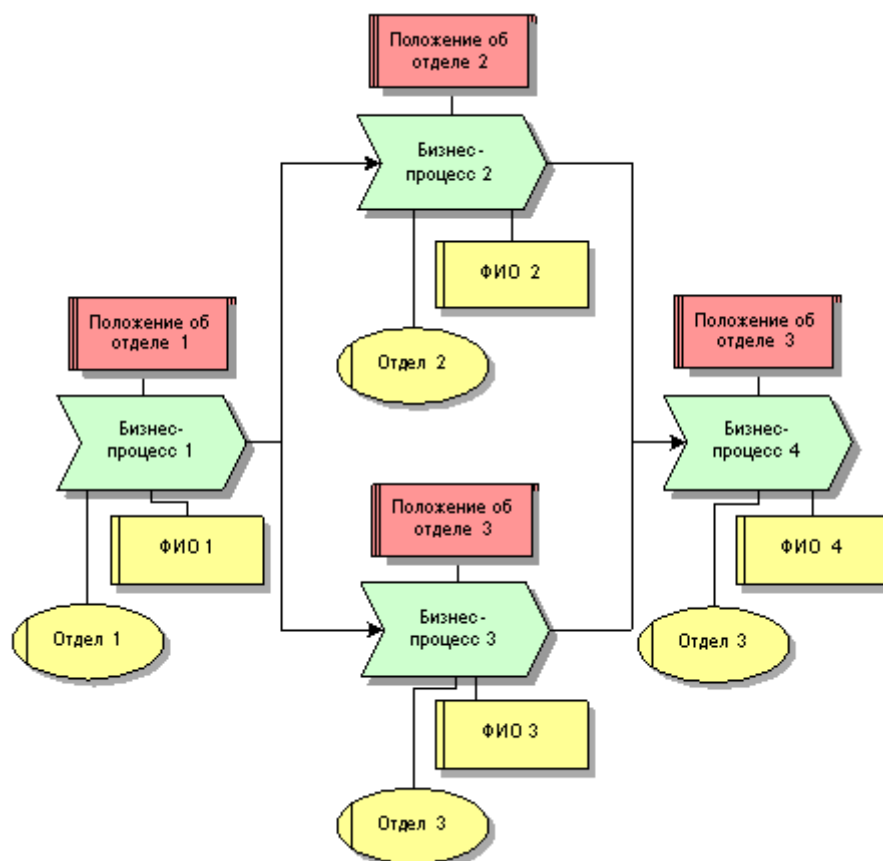 Положение об
отделе 2
Бизнес-
процесс 2
ФИО 2
Отдел 2
Положение об
отделе 1
Бизнес-
процесс 1
ФИО 1
Отдел 1
Положение об
отделе 3
Бизнес-
процесс 3
ФИО 3
Отдел 3
Положение об
отделе 3
Бизнес-
процесс 4
ФИО 4
Отдел 3